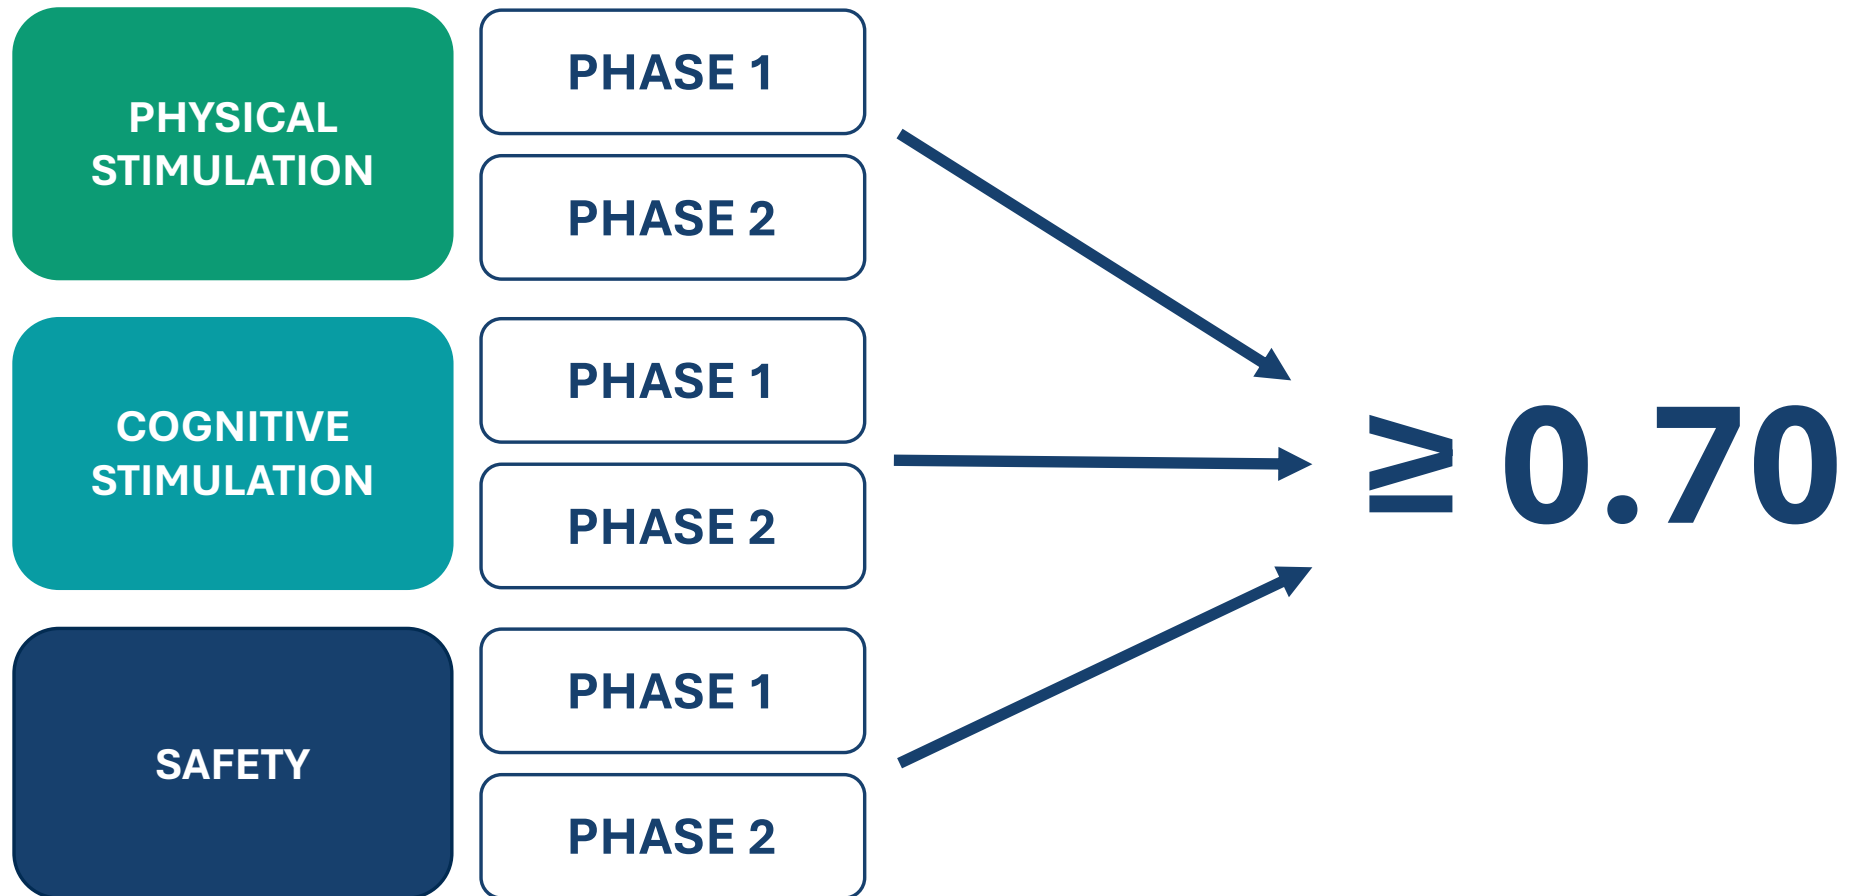 PHYSICAL
STIMULATION
PHASE 1
PHASE 2
COGNITIVE
STIMULATION
PHASE 1
PHASE 2
SAFETY
PHASE 1
PHASE 2
≥ 0.70